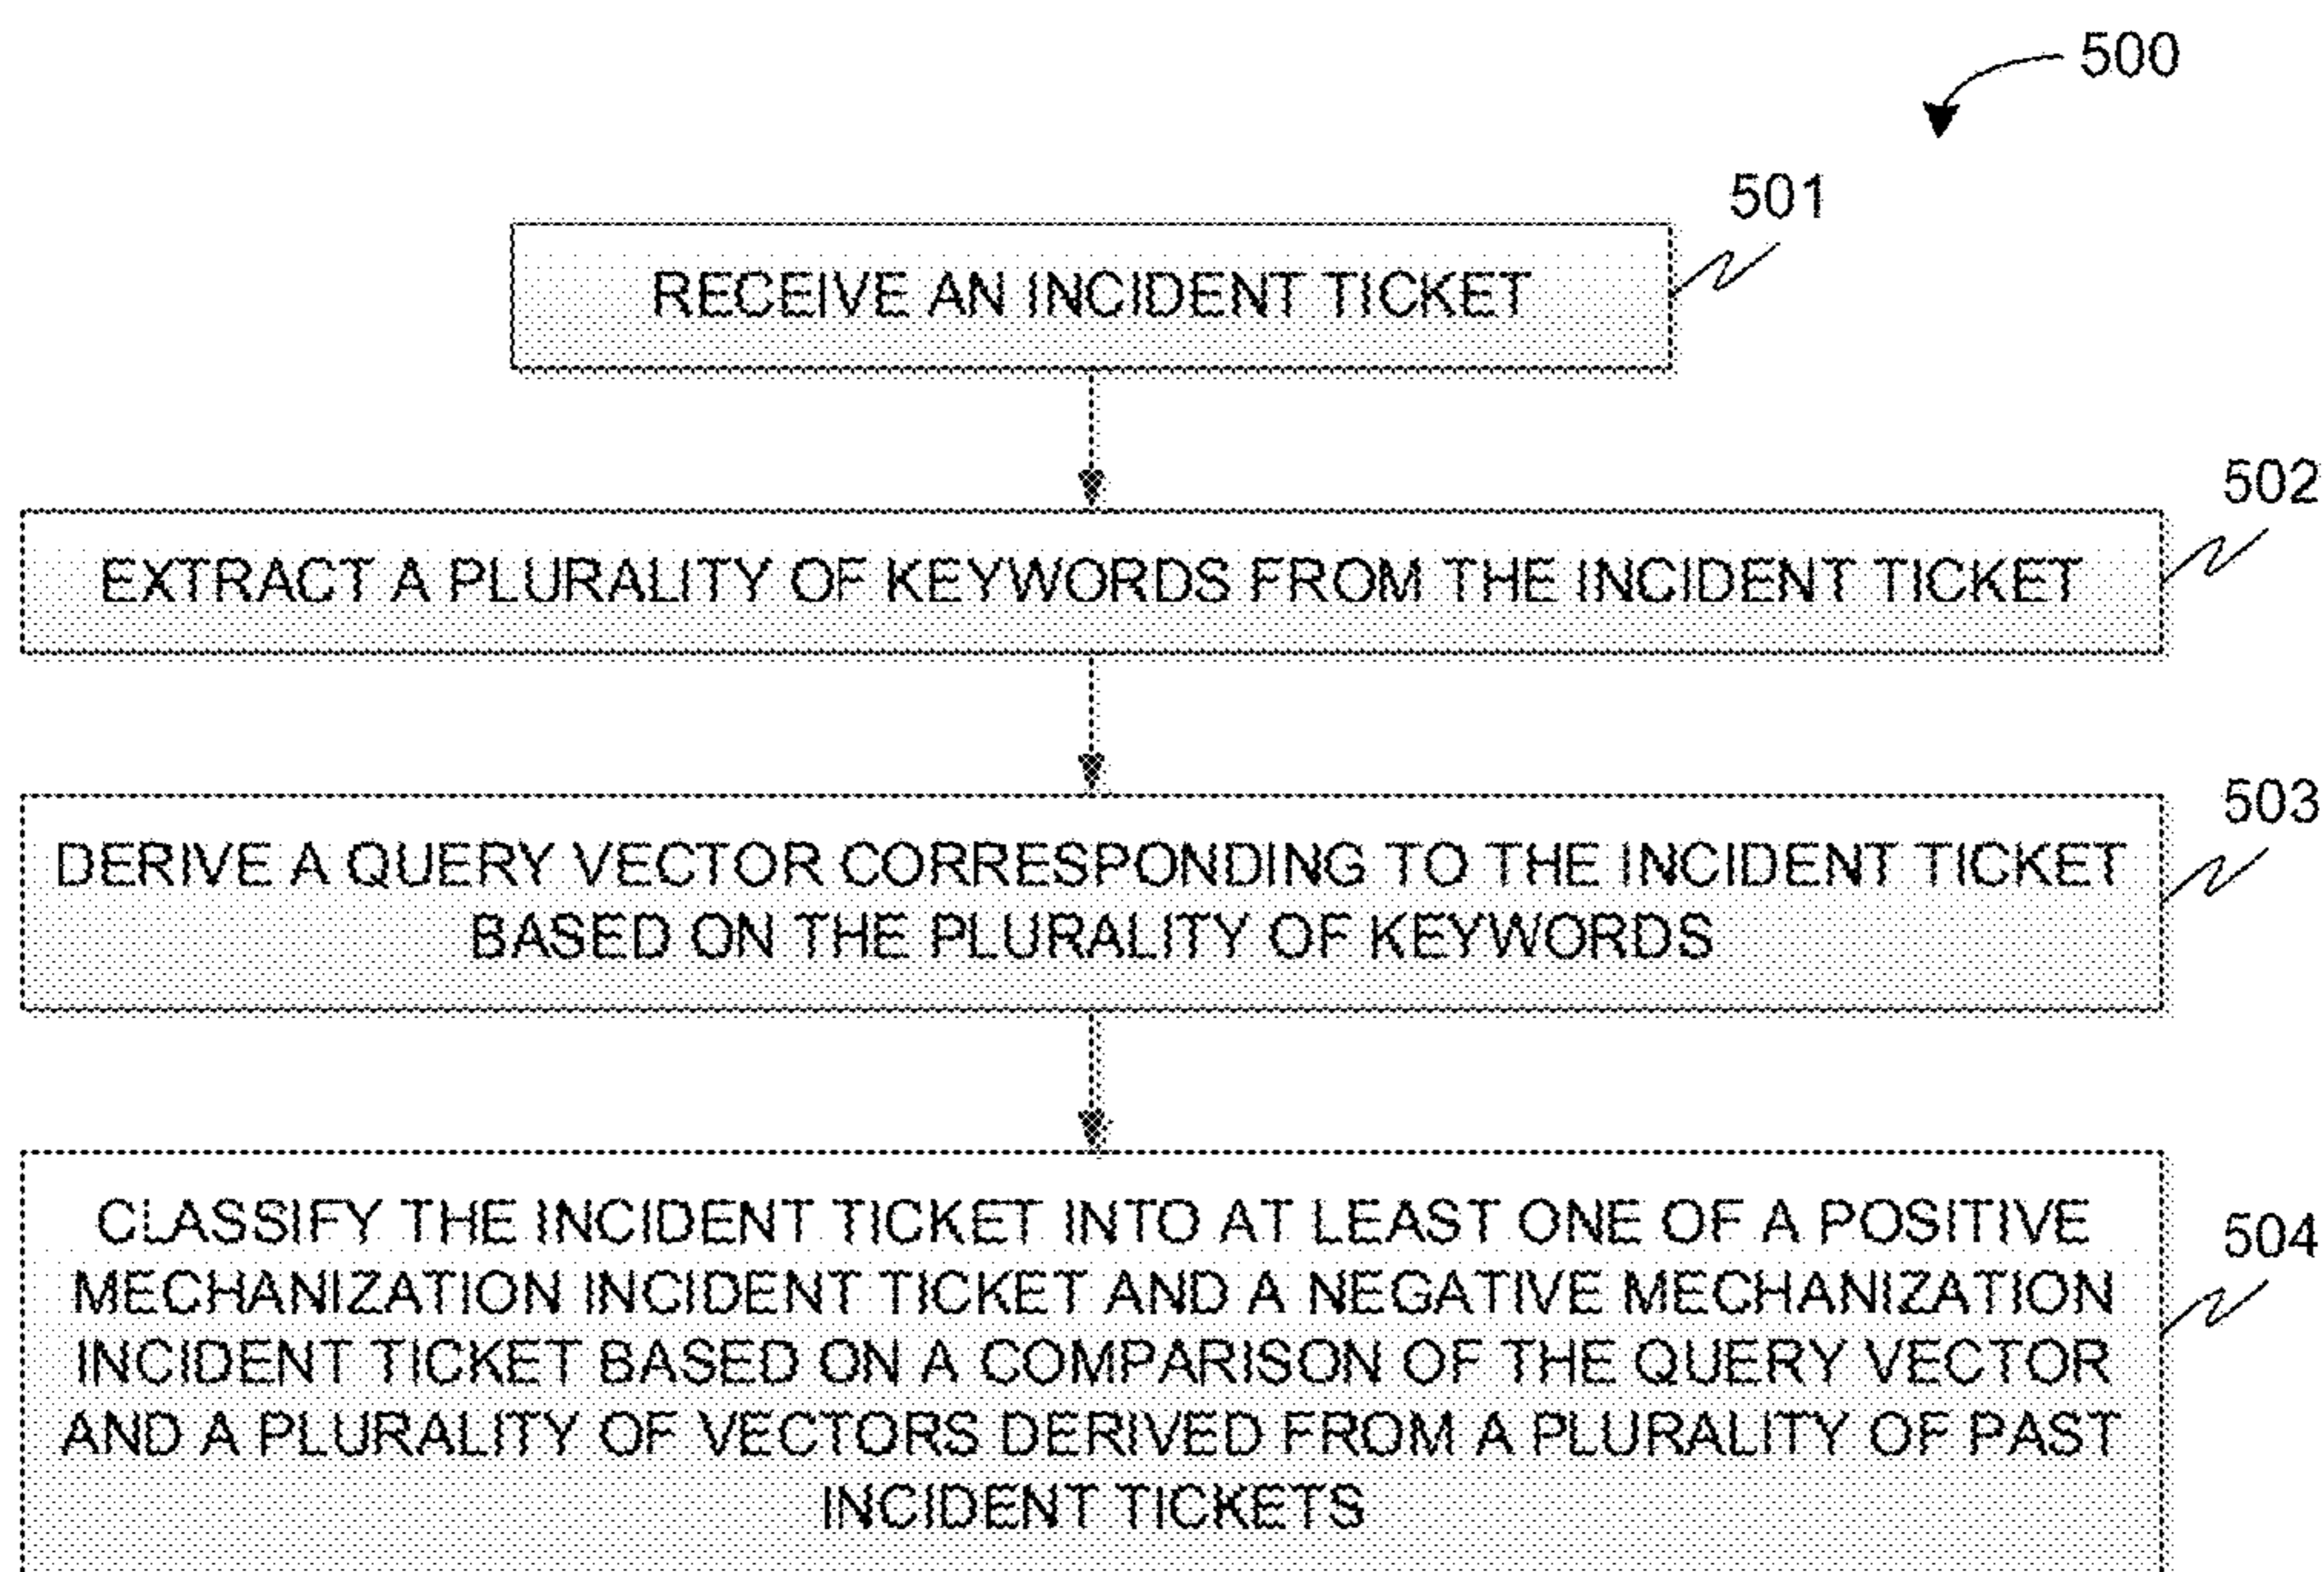 500
501
RECEIVE AN INCIDENT TICKET
502
EXTRACT A PLURALITY OF KEYWORDS FROM THE INCIDENT TICKET
503
DERIVE A QUERY VECTOR CORRESPONDING TO THE INCIDENT TICKET
BASED ON THE PLURALITY OF KEYWORDS
504
CLASSIFY THE INCIDENT TICKET INTO AT LEAST ONE OF A POSITIVE
MECHANIZATION INCIDENT TICKET AND A NEGATIVE MECHANIZATION
INCIDENT TICKET BASED ON A COMPARISON OF THE QUERY VECTOR
AND A PLURALITY OF VECTORS DERIVED FROM A PLURALITY OF PAST
INCIDENT TICKETS